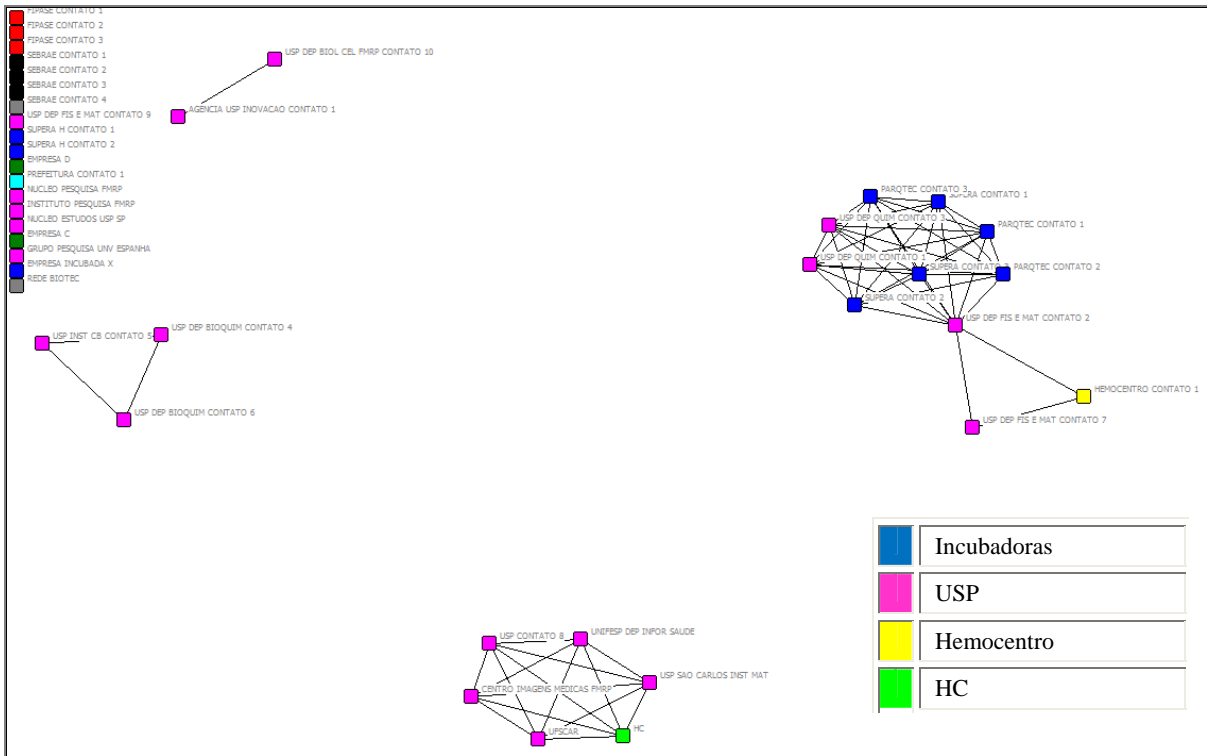 FIPASE CONTATO 1
FIPASE CONTATO 2
FIPASE CONTATO 3
SEBRAE CONTATO 1
SEBRAE CONTATO 2
SEBRAE CONTATO 3
SEBRAE CONTATO 4
USP DEP FIS E MAT CONTATO 9
SUPERA H CONTATO 1
SUPERA H CONTATO 2
EMPRESA D
PREFEITURA CONTATO 1
NUCLEO PESQUISA FMRP
INSTITUTO PESQUISA FMRP
NUCLEO ESTUDOS USP SP
EMPRESA C
GRUPO PESQUISA UNV ESPANHA
EMPRESA INCUBADA X
REDE BIOTEC
USP DEP BIOL CEL FMRP CONTATO 10
AGENCIA USP INOVACAO CONTATO 1
PARQTEC CONTATO 3
SUPERA CONTATO 1
USP DEP QUIM CONTATO 3
PARQTEC CONTATO 1
USP DEP QUIM CONTATO 1
SUPERA CONTATO
PARQTEC CONTATO 2
SUPERA CONTATO 2
USP DEP FIS E MAT CONTATO 2
USP DEP BIOQUIM CONTATO 4
USP INST CB CONTATO 5
USP DEP BIOQUIM CONTATO 6
HEMOCENTRO CONTATO 1
USP DEP FIS E MAT CONTATO 7
Incubadoras
USP
Hemocentro
HC
USP CONTATO 8
UNIFESP DEP INFOR SAUDE
USP SAO CARLOS INST MAT
CENTRO IMAGENS MEDICAS FMRP
UFSCAR
HC